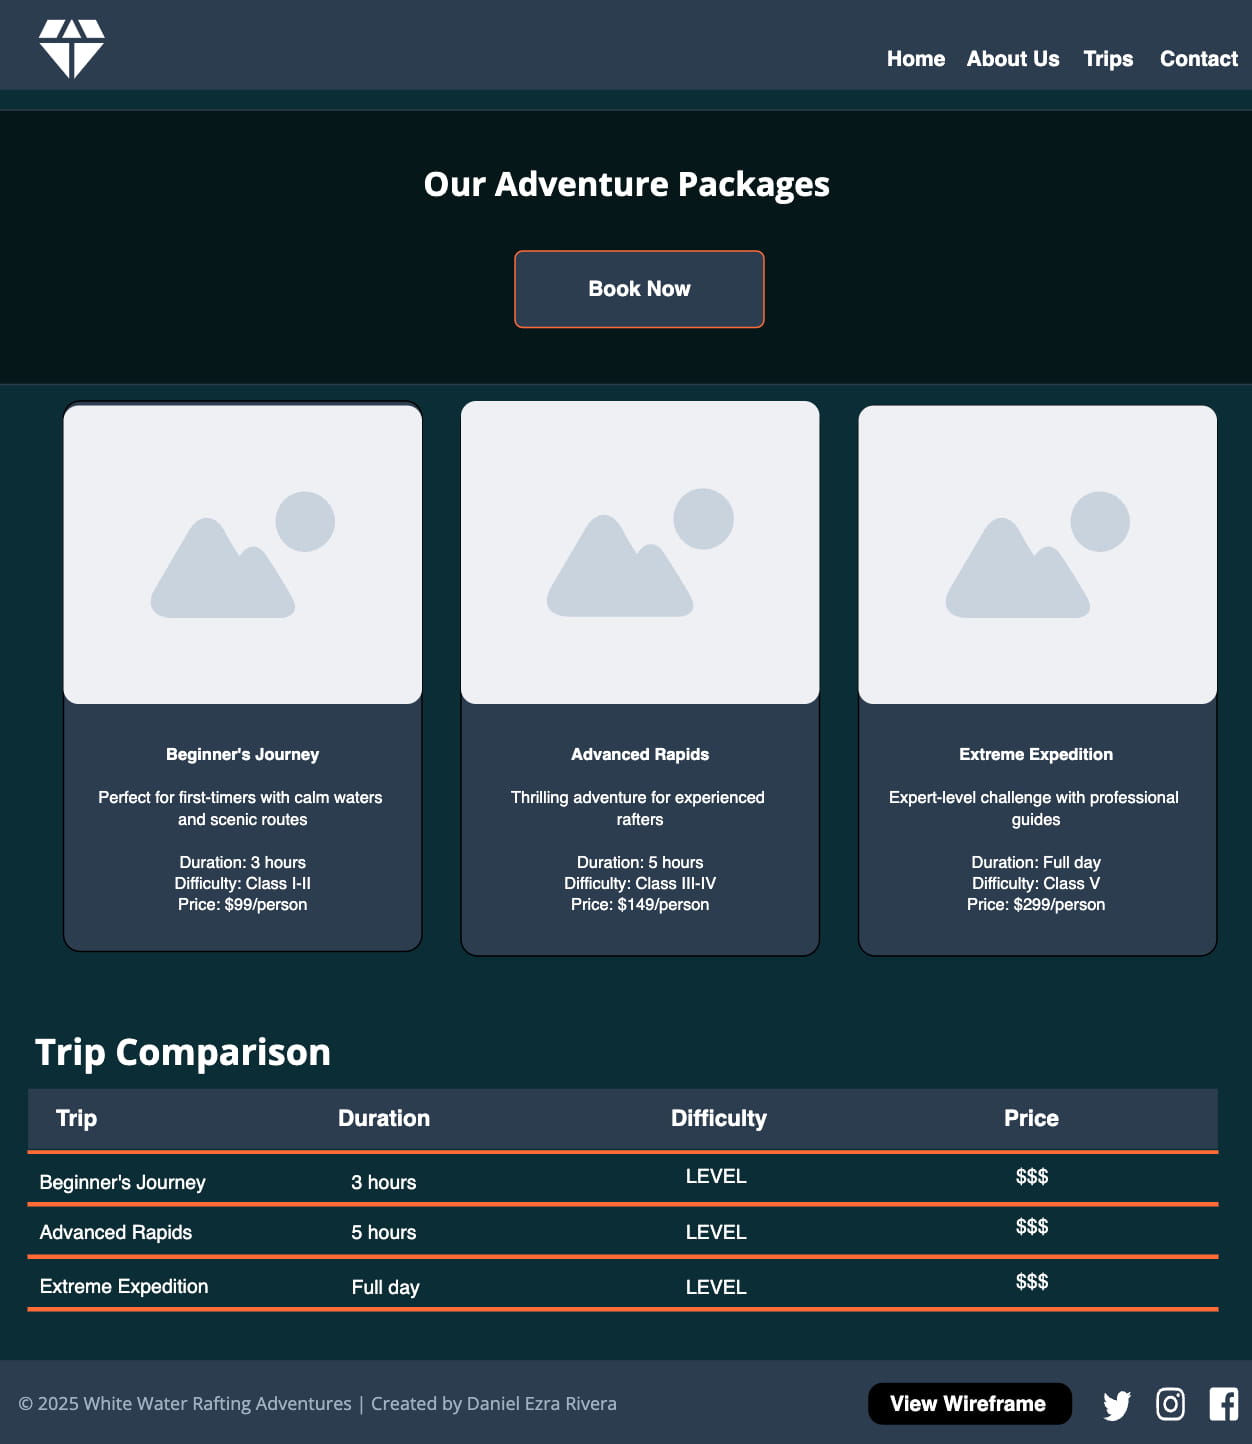 Home About Us Trips Contact
Our Adventure Packages
Book Now
Beginner's Journey
Perfect for first-timers with calm waters
and scenic routes
Duration: 3 hours
Difficulty: Class I-II
Price: $99/person
Advanced Rapids
Thrilling adventure for experienced
rafters
Duration: 5 hours
Difficulty: Class III-IV
Price: $149/person
Extreme Expedition
Expert-level challenge with professional
guides
Duration: Full day
Difficulty: Class V
Price: $299/person
Trip Comparison
Trip Duration Difficulty Price
Beginner's Journey 3 hours LEVEL $$$
Advanced Rapids 5 hours LEVEL $$$
Extreme Expedition Full day LEVEL $$$
© 2025 White Water Rafting Adventures | Created by Daniel Ezra Rivera View Wireframe